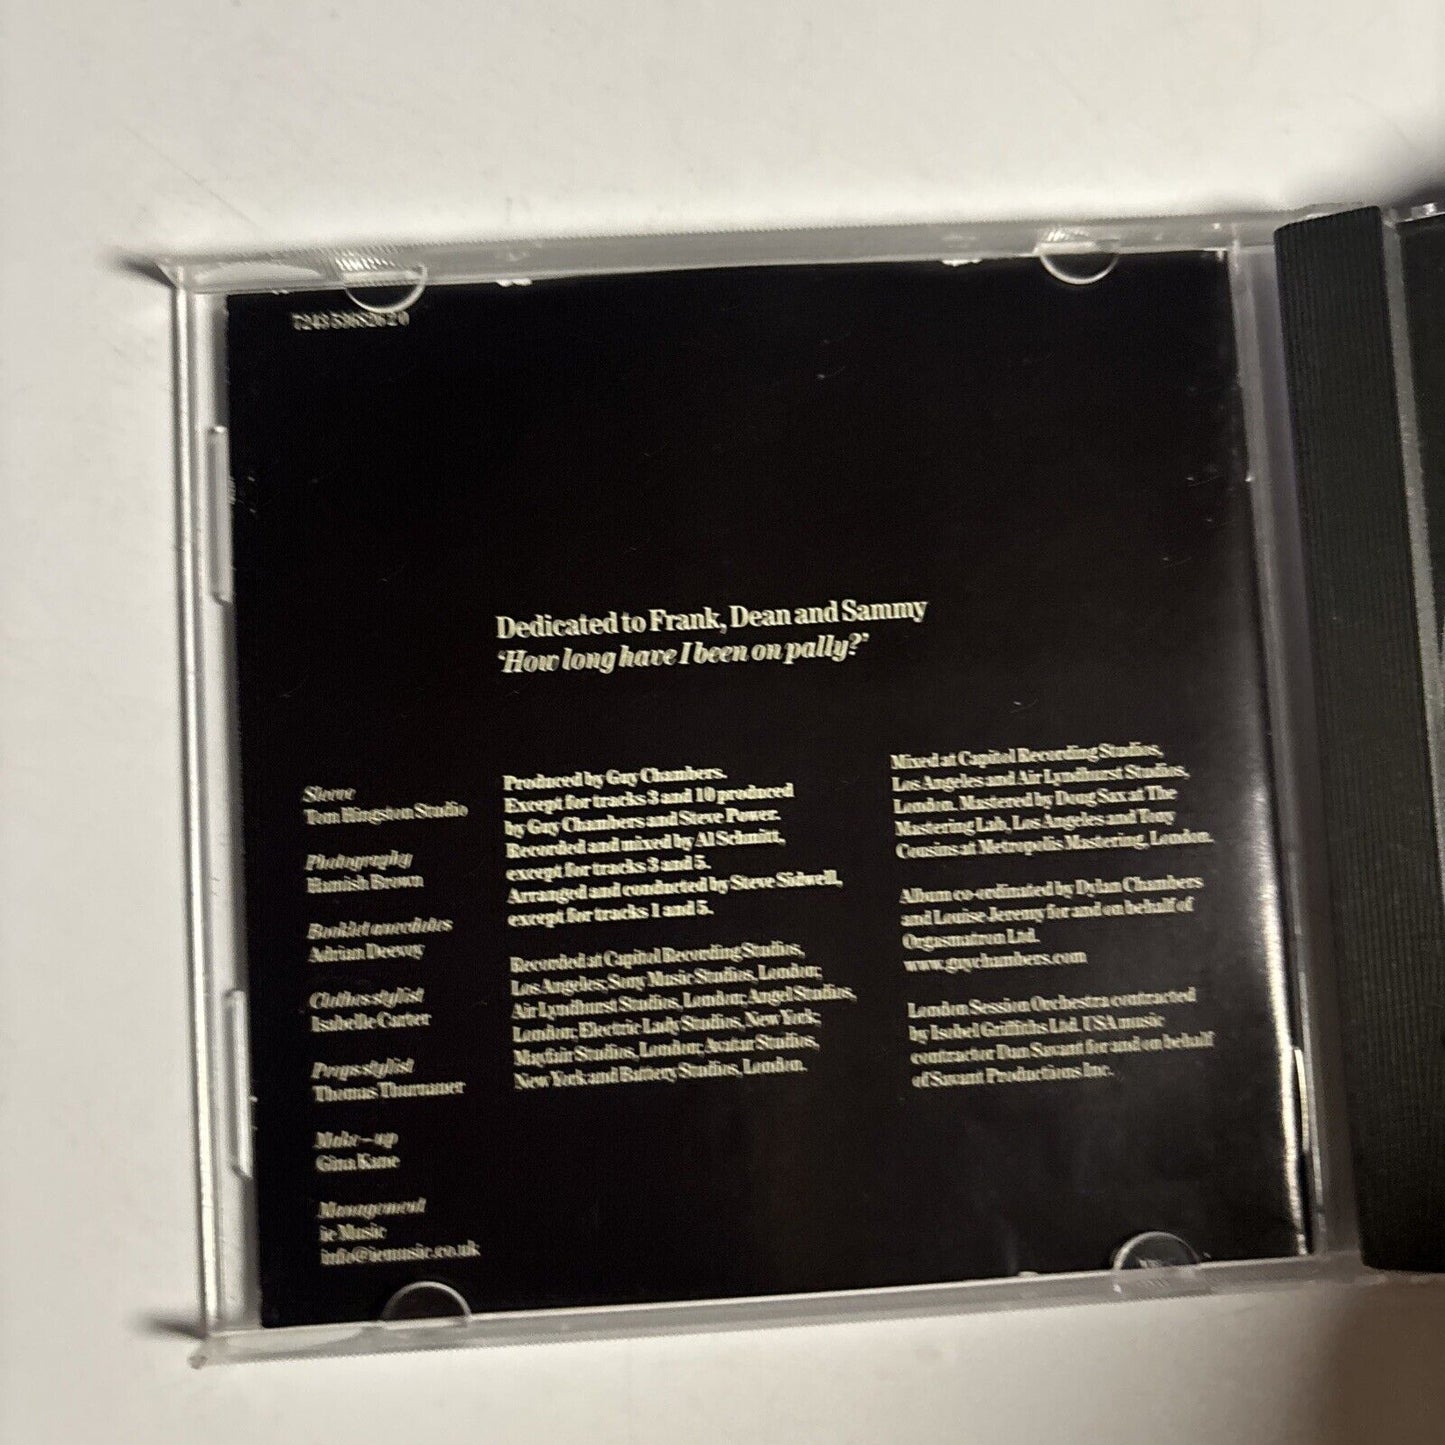 7243 536826 2 0
Dedicated to Frank, Dean and Sammy
‘How long have I been on pally?’
Sleeve
Tom Hingston Studio
Photography
Hamish Brown
Booklet anecdotes
Adrian Deevoy
Clothes stylist
Isabelle Carter
Props stylist
Thomas Thurnauer
Make-up
Gina Kane
Management
ie Music
info@iemusic.co.uk
Produced by Guy Chambers.
Except for tracks 3 and 10 produced
by Guy Chambers and Steve Power.
Recorded and mixed by Al Schmitt,
except for tracks 3 and 5.
Arranged and conducted by Steve Sidwell,
except for tracks 1 and 5.
Recorded at Capitol Recording Studios,
Los Angeles; Sony Music Studios, London;
Air Lyndhurst Studios, London; Angel Studios,
London; Electric Lady Studios, New York;
Mayfair Studios, London; Avatar Studios,
New York and Battery Studios, London.
Mixed at Capitol Recording Studios,
Los Angeles and Air Lyndhurst Studios,
London. Mastered by Doug Sax at The
Mastering Lab, Los Angeles and Tony
Cousins at Metropolis Mastering, London.
Album co-ordinated by Dylan Chambers
and Louise Jeremy for and on behalf of
Orgasmatron Ltd.
www.guychambers.com
London Session Orchestra contracted
by Isobel Griffiths Ltd. USA music
contractor Dan Savant for and on behalf
of Savant Productions Inc.